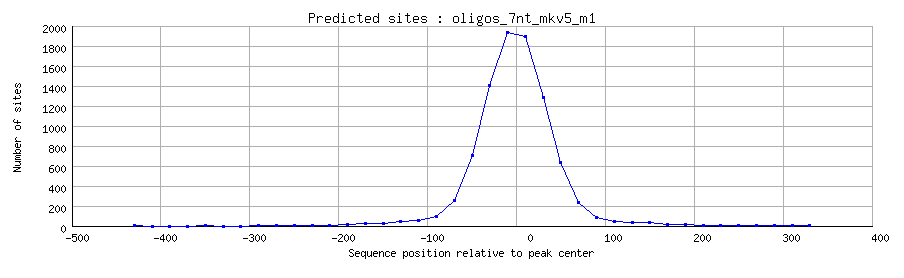 Predicted sites : oligos_7nt_mkv5_m1
2000
1800
1600
1400
1200
1000
800
600
400
200
0
Number of sites
-500 -400 -300 -200 -100 0 100 200 300 400
Sequence position relative to peak center